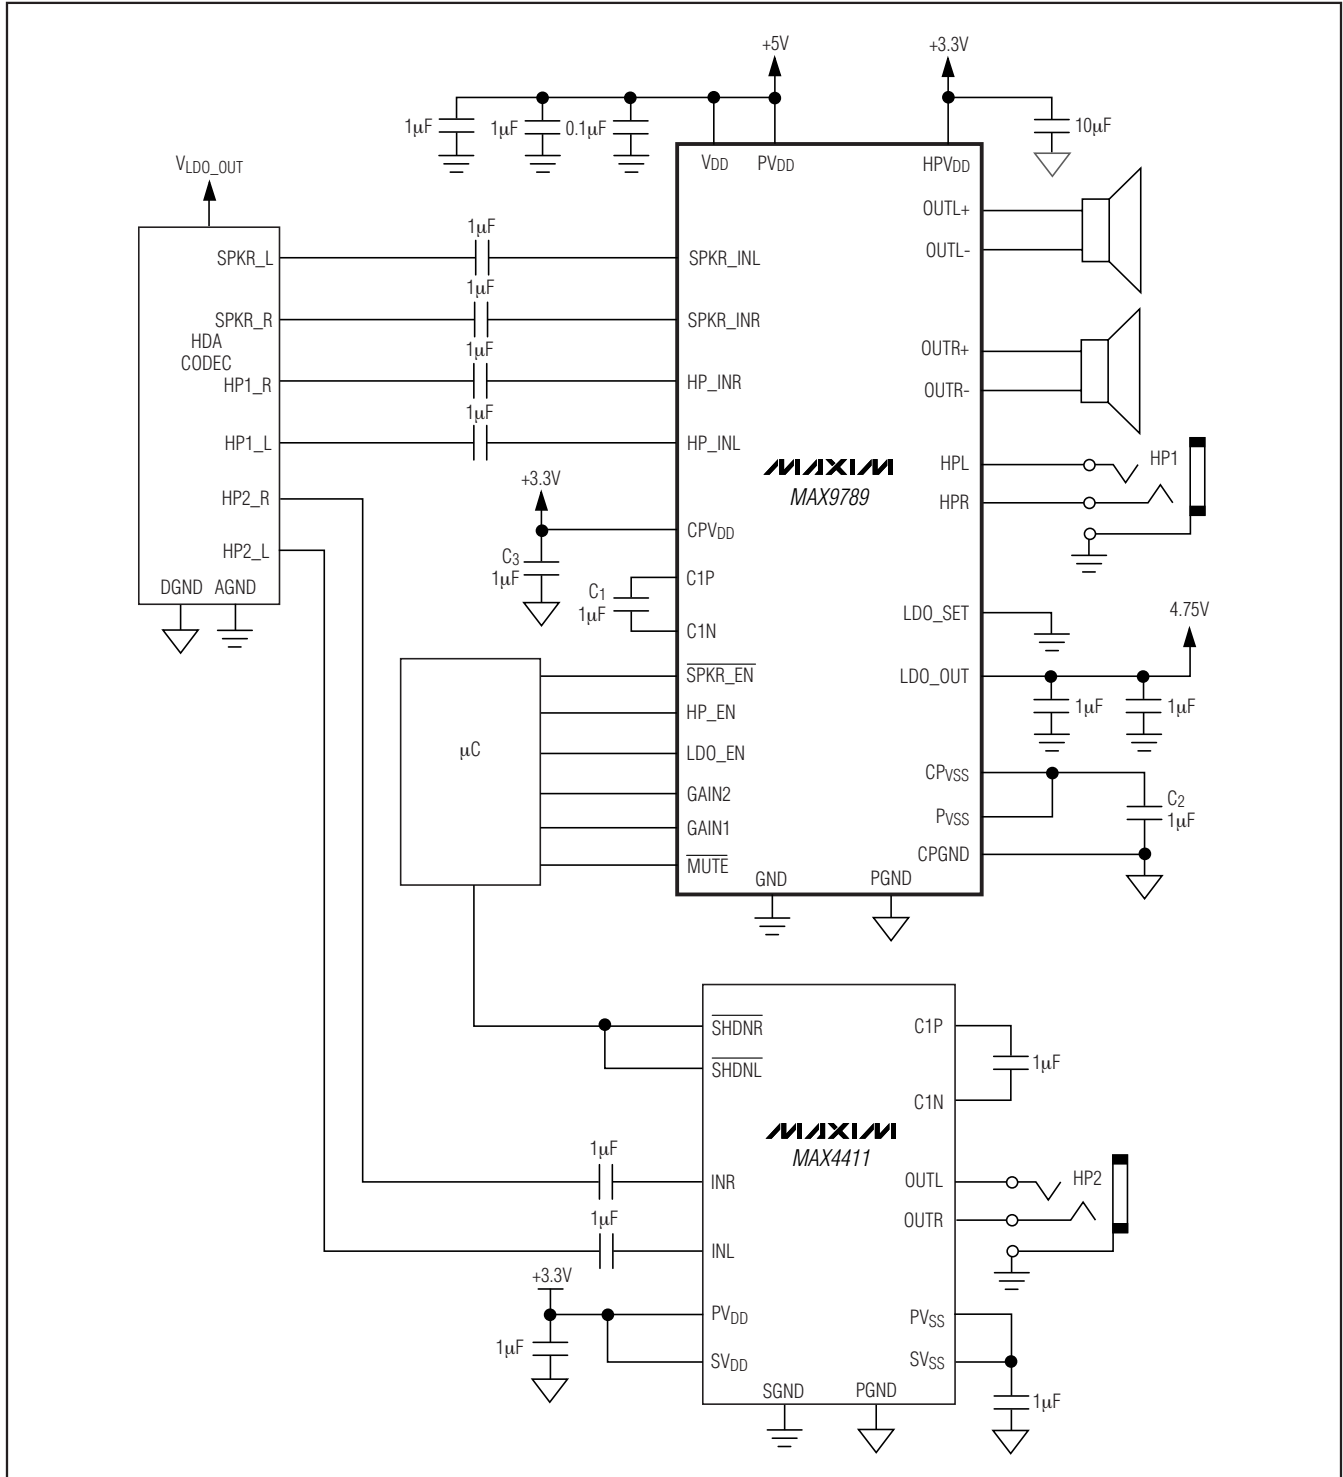 +5V
+3.3V
1µF
1µF
0.1µF
10µF
VDD
PVDD
HPVDD
VLDO_OUT
OUTL+
OUTL-
1µF
SPKR_L
SPKR_INL
1µF
SPKR_R
SPKR_INR
HDA
CODEC
1µF
OUTR+
OUTR-
HP1_R
HP_INR
1µF
HP1_L
HP_INL
MAXIM
MAX9789
HPL
HP1
HPR
+3.3V
HP2_R
CPVDD
HP2_L
C3
1µF
DGND
AGND
C1P
C1
1µF
C1N
LDO_SET
4.75V
SPKR_EN
LDO_OUT
HP_EN
1µF
1µF
µC
LDO_EN
GAIN2
GAIN1
MUTE
CPVSS
C2
1µF
PVSS
CPGND
GND
PGND
SHDNR
SHDNL
C1P
1µF
C1N
MAXIM
MAX4411
1µF
INR
OUTL
HP2
1µF
OUTR
INL
+3.3V
PVDD
PVSS
1µF
SVDD
SVSS
SGND
PGND
1µF